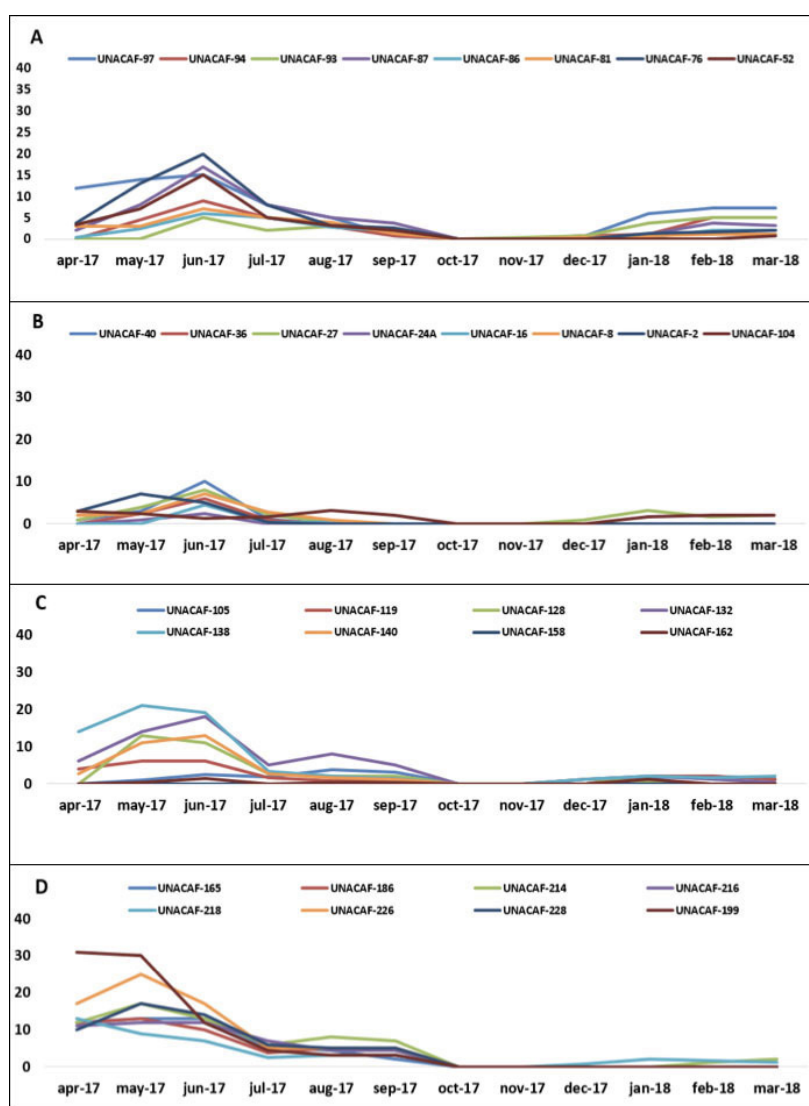 A
UNACAF-97 UNACAF-94 UNACAF-93 UNACAF-87 UNACAF-86 UNACAF-81 UNACAF-76 UNACAF-52
40
35
30
25
20
15
10
5
0
apr-17 may-17 jun-17 jul-17 aug-17 sep-17 oct-17 nov-17 dec-17 jan-18 feb-18 mar-18
B
UNACAF-40 UNACAF-36 UNACAF-27 UNACAF-24A UNACAF-16 UNACAF-8 UNACAF-2 UNACAF-104
40
30
20
10
0
apr-17 may-17 jun-17 jul-17 aug-17 sep-17 oct-17 nov-17 dec-17 jan-18 feb-18 mar-18
C
UNACAF-105 UNACAF-119 UNACAF-128 UNACAF-132
UNACAF-138 UNACAF-140 UNACAF-158 UNACAF-162
40
30
20
10
0
apr-17 may-17 jun-17 jul-17 aug-17 sep-17 oct-17 nov-17 dec-17 jan-18 feb-18 mar-18
D
UNACAF-165 UNACAF-186 UNACAF-214 UNACAF-216
UNACAF-218 UNACAF-226 UNACAF-228 UNACAF-199
40
30
20
10
0
apr-17 may-17 jun-17 jul-17 aug-17 sep-17 oct-17 nov-17 dec-17 jan-18 feb-18 mar-18